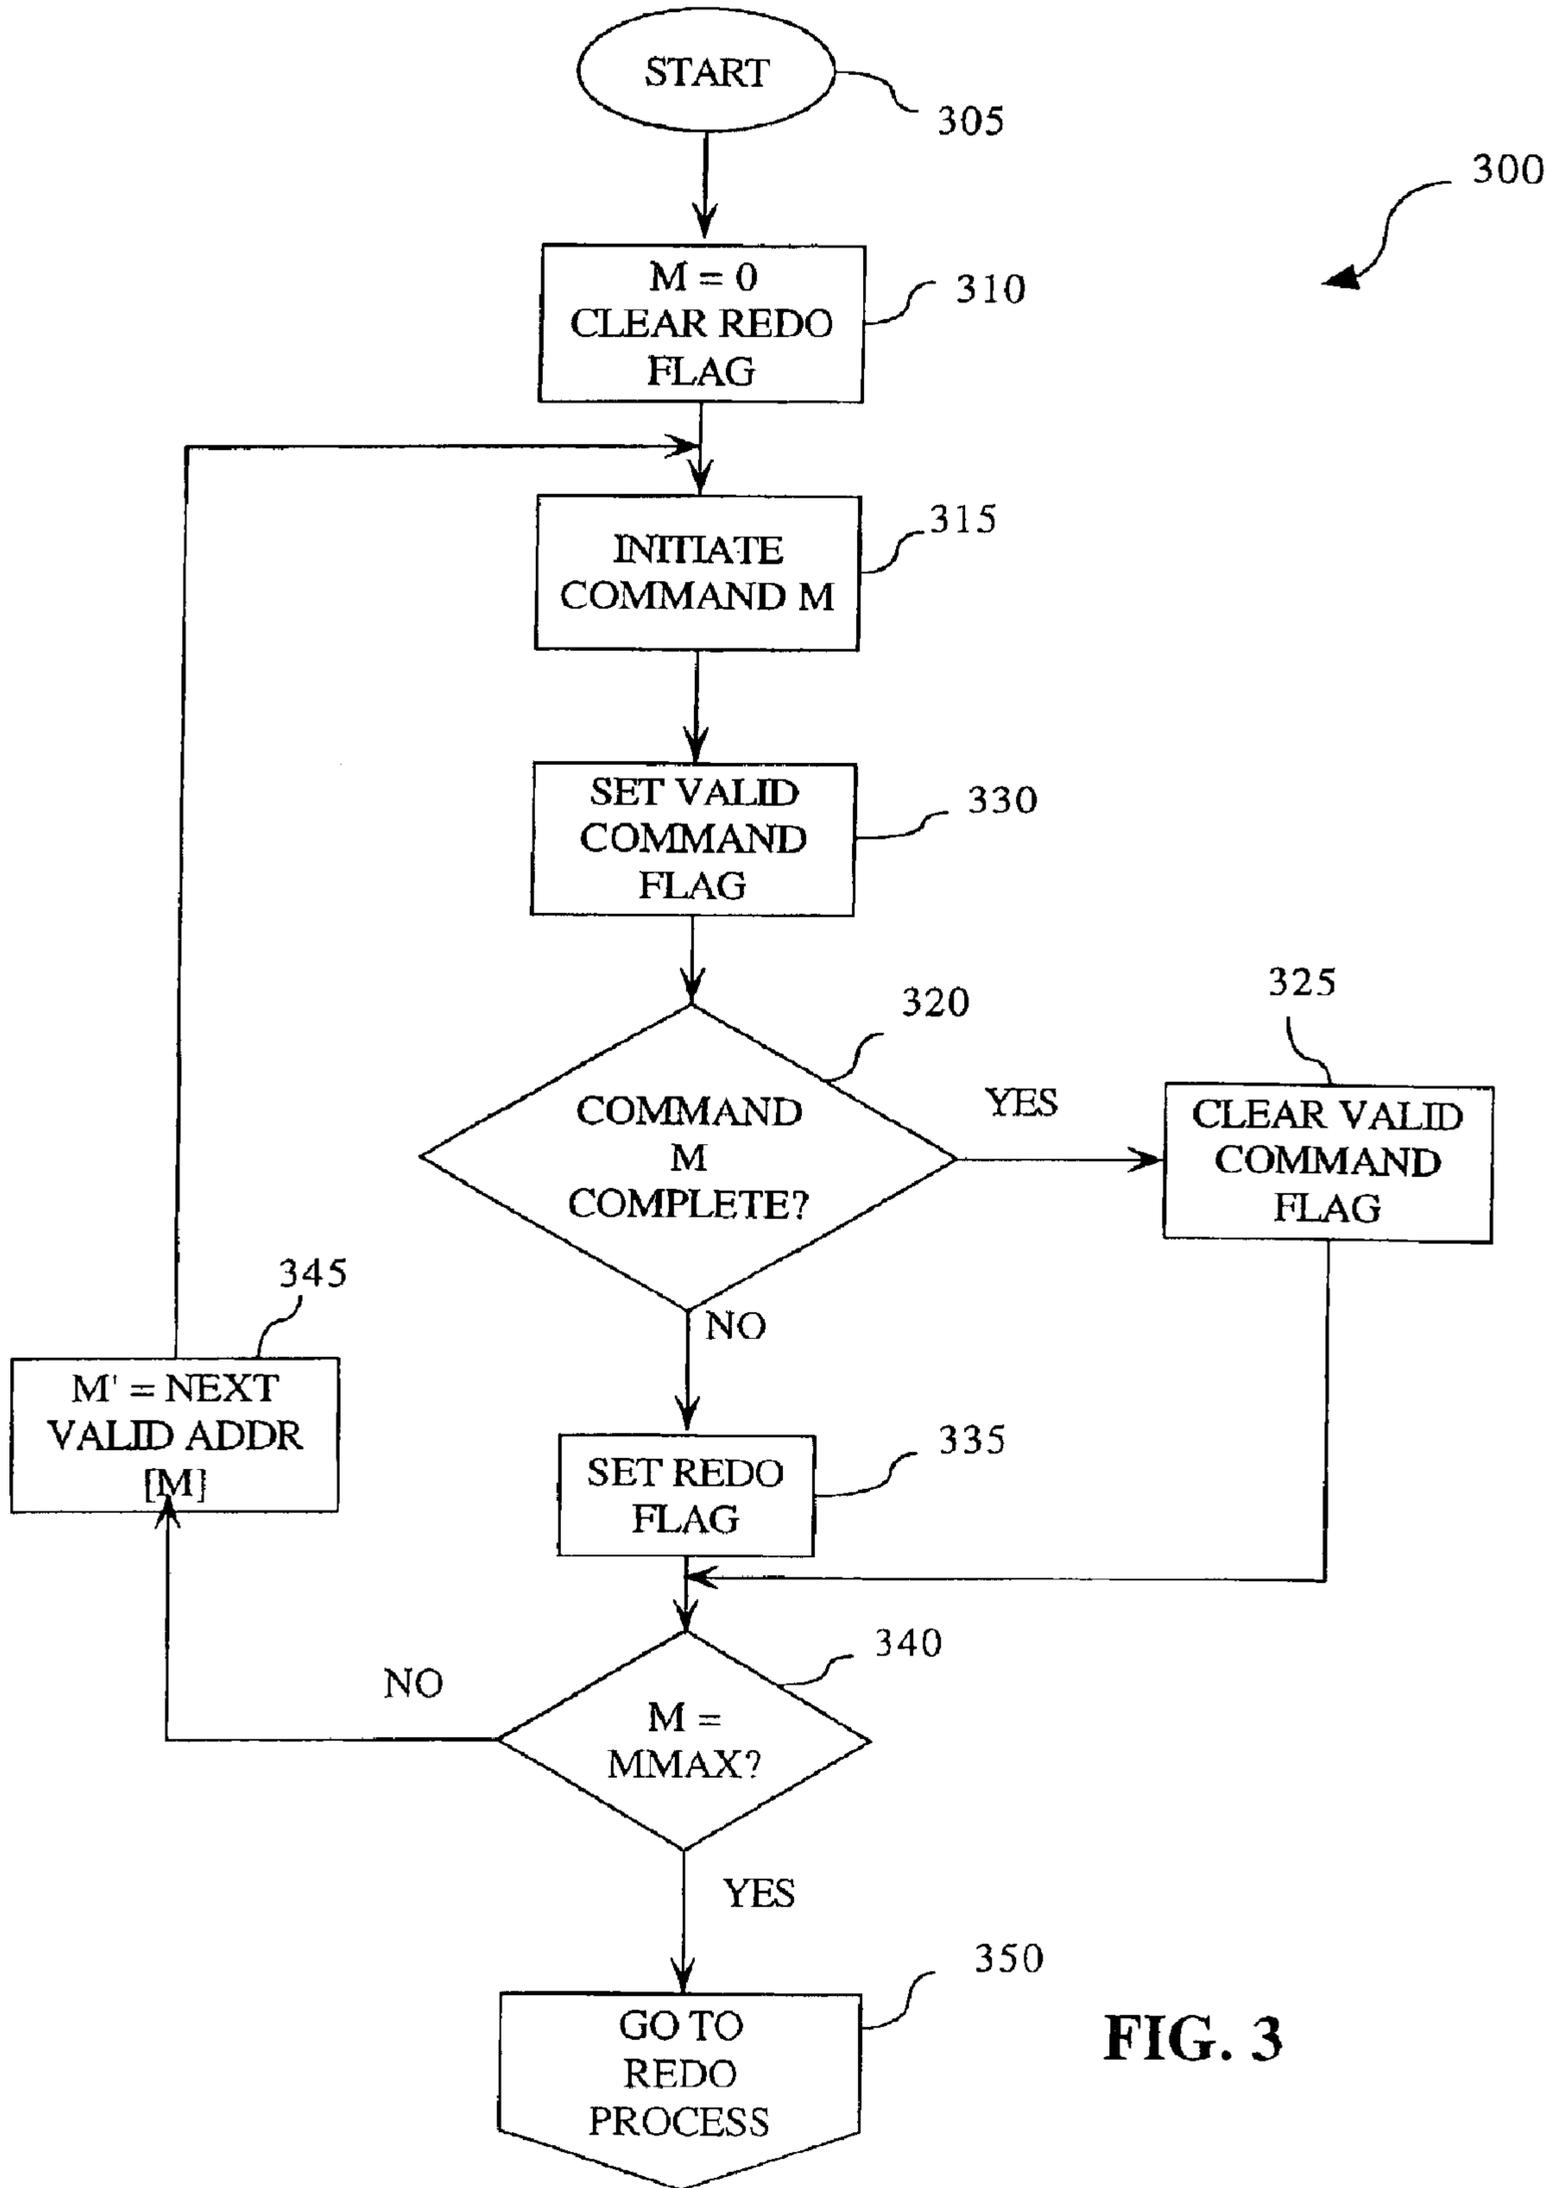 START
305
300
M = 0
CLEAR REDO
FLAG
310
INITIATE
COMMAND M
315
SET VALID
COMMAND
FLAG
330
320
COMMAND
M
COMPLETE?
YES
325
CLEAR VALID
COMMAND
FLAG
NO
345
M' = NEXT
VALID ADDR
[M]
SET REDO
FLAG
335
340
NO
M =
MMAX?
YES
350
GO TO
REDO
PROCESS
FIG. 3